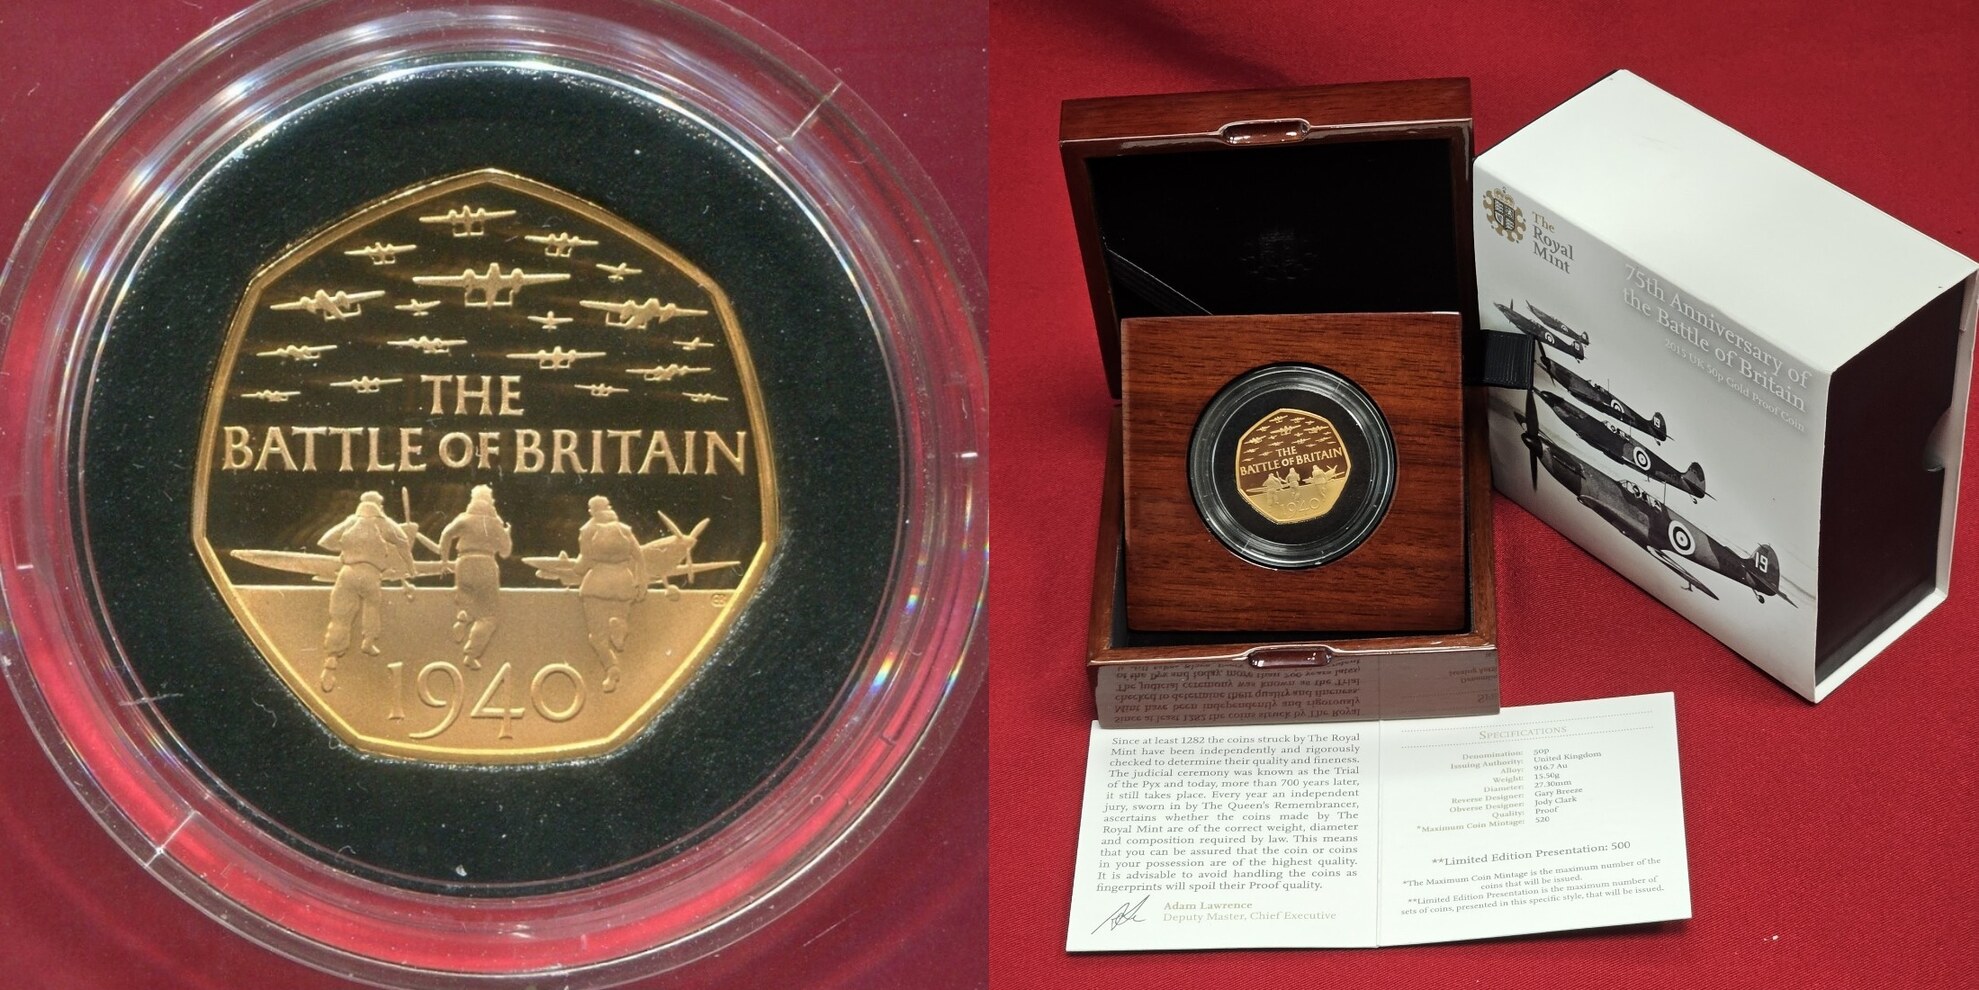 THE
BATTLE OF BRITAIN
1940
The
Royal
Mint
75th Anniversary of
the Battle of Britain
2015 UK 50p Gold Proof Coin
19
THE
BATTLE OF BRITAIN
1940
Since at least 1282 the coins struck by The Royal
Mint have been independently and rigorously
checked to determine their quality and fineness.
The judicial ceremony was known as the Trial
of the Pyx and today, more than 700 years later,
it still takes place. Every year an independent
jury, sworn in by The Queen's Remembrancer,
ascertains whether the coins made by The
Royal Mint are of the correct weight, diameter
and composition required by law. This means
that you can be assured that the coin or coins
in your possession are of the highest quality.
It is advisable to avoid handling the coins as
fingerprints will spoil their Proof quality.
Adam Lawrence
Deputy Master, Chief Executive
SPECIFICATIONS
Denomination: 50p
Issuing Authority: United Kingdom
Alloy: 916.7 Au
Weight: 15.50g
Diameter: 27.30mm
Reverse Designer: Gary Breeze
Obverse Designer: Jody Clark
Quality: Proof
*Maximum Coin Mintage: 520
**Limited Edition Presentation: 500
*The Maximum Coin Mintage is the maximum number of the
coins that will be issued.
**Limited Edition Presentation is the maximum number of
sets of coins, presented in this specific style, that will be issued.